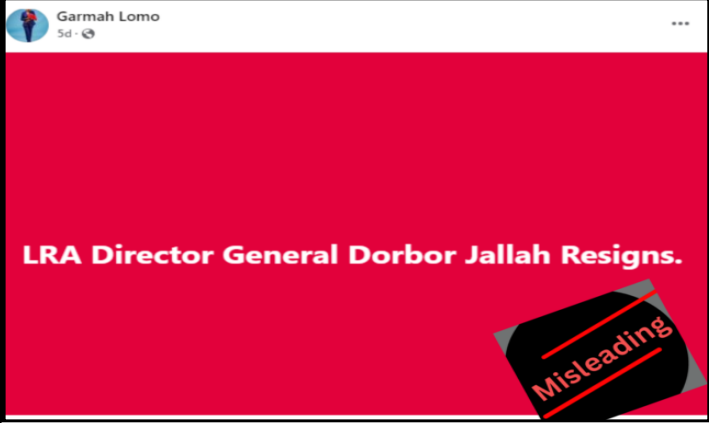 Garmah Lomo
5d ·
LRA Director General Dorbor Jallah Resigns.
Misleading